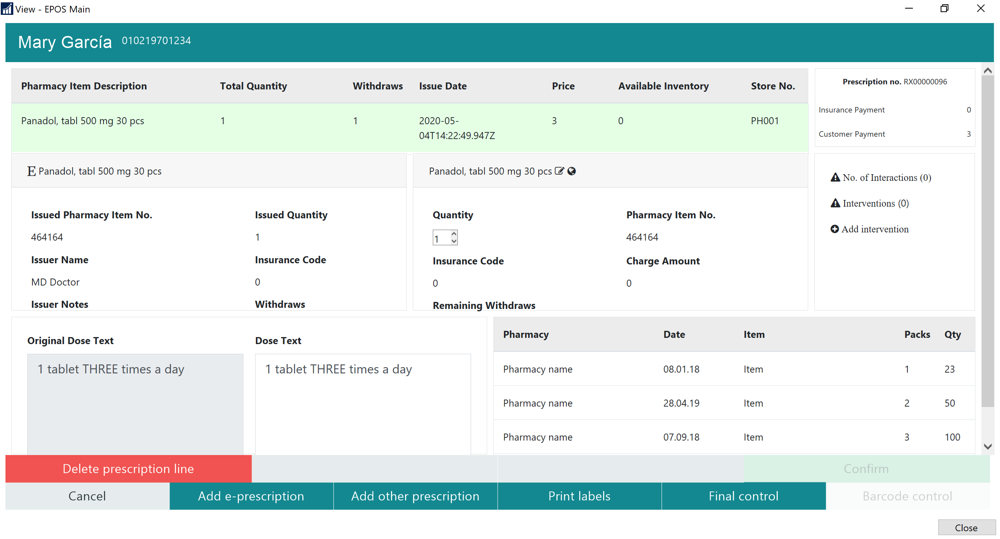 View - EPOS Main
Mary García 010219701234
Pharmacy Item Description Total Quantity Withdraws Issue Date Price Available Inventory Store No.
Panadol, tabl 500 mg 30 pcs 1 1 2020-05- 3 0 PH001
04T14:22:49.947Z
Prescription no. RX00000096
Insurance Payment 0
Customer Payment 3
E Panadol, tabl 500 mg 30 pcs
Issued Pharmacy Item No. Issued Quantity
464164 1
Issuer Name Insurance Code
MD Doctor 0
Issuer Notes Withdraws
Panadol, tabl 500 mg 30 pcs
Quantity Pharmacy Item No.
1 464164
Insurance Code Charge Amount
0 0
Remaining Withdraws
No. of Interactions (0)
Interventions (0)
Add intervention
Original Dose Text Dose Text
1 tablet THREE times a day 1 tablet THREE times a day
Pharmacy Date Item Packs Qty
Pharmacy name 08.01.18 Item 1 23
Pharmacy name 28.04.19 Item 2 50
Pharmacy name 07.09.18 Item 3 100
Delete prescription line Confirm
Cancel Add e-prescription Add other prescription Print labels Final control Barcode control
Close